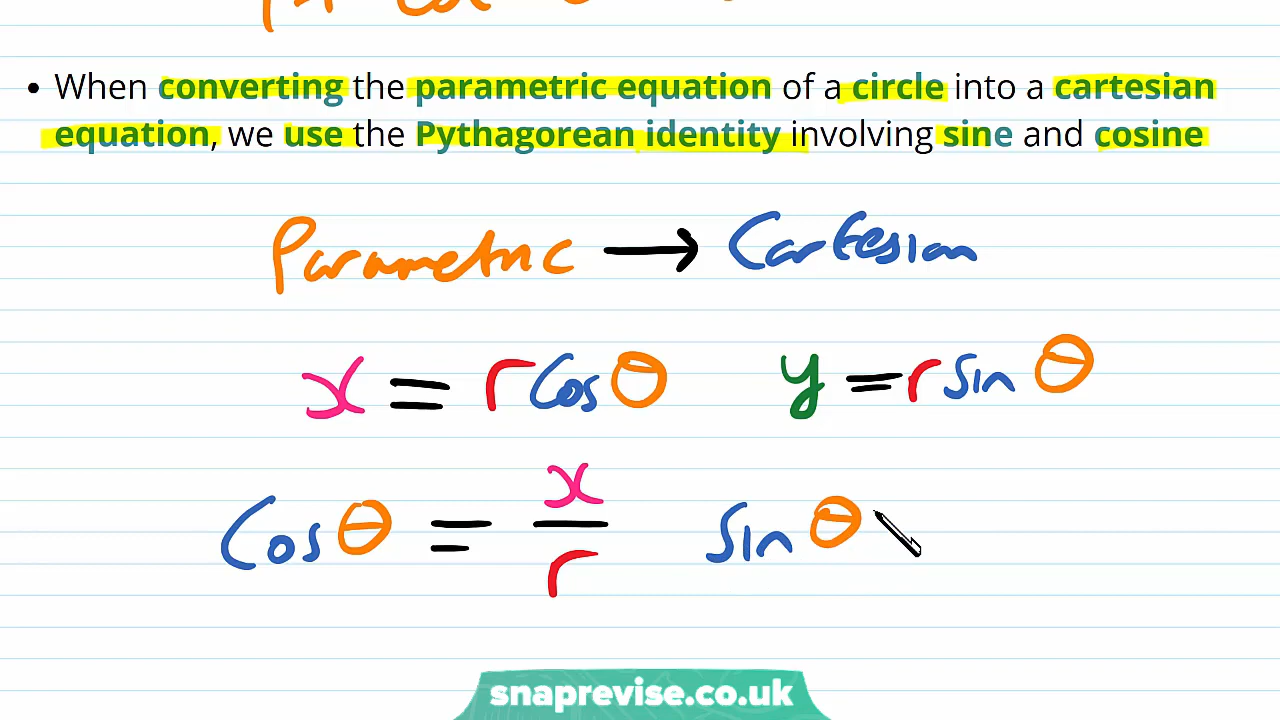 • When converting the parametric equation of a circle into a cartesian
equation, we use the Pythagorean identity involving sine and cosine
Parametric → Cartesian
x = r cos θ y = r sin θ
cos θ = x/r sin θ
snaprevise.co.uk